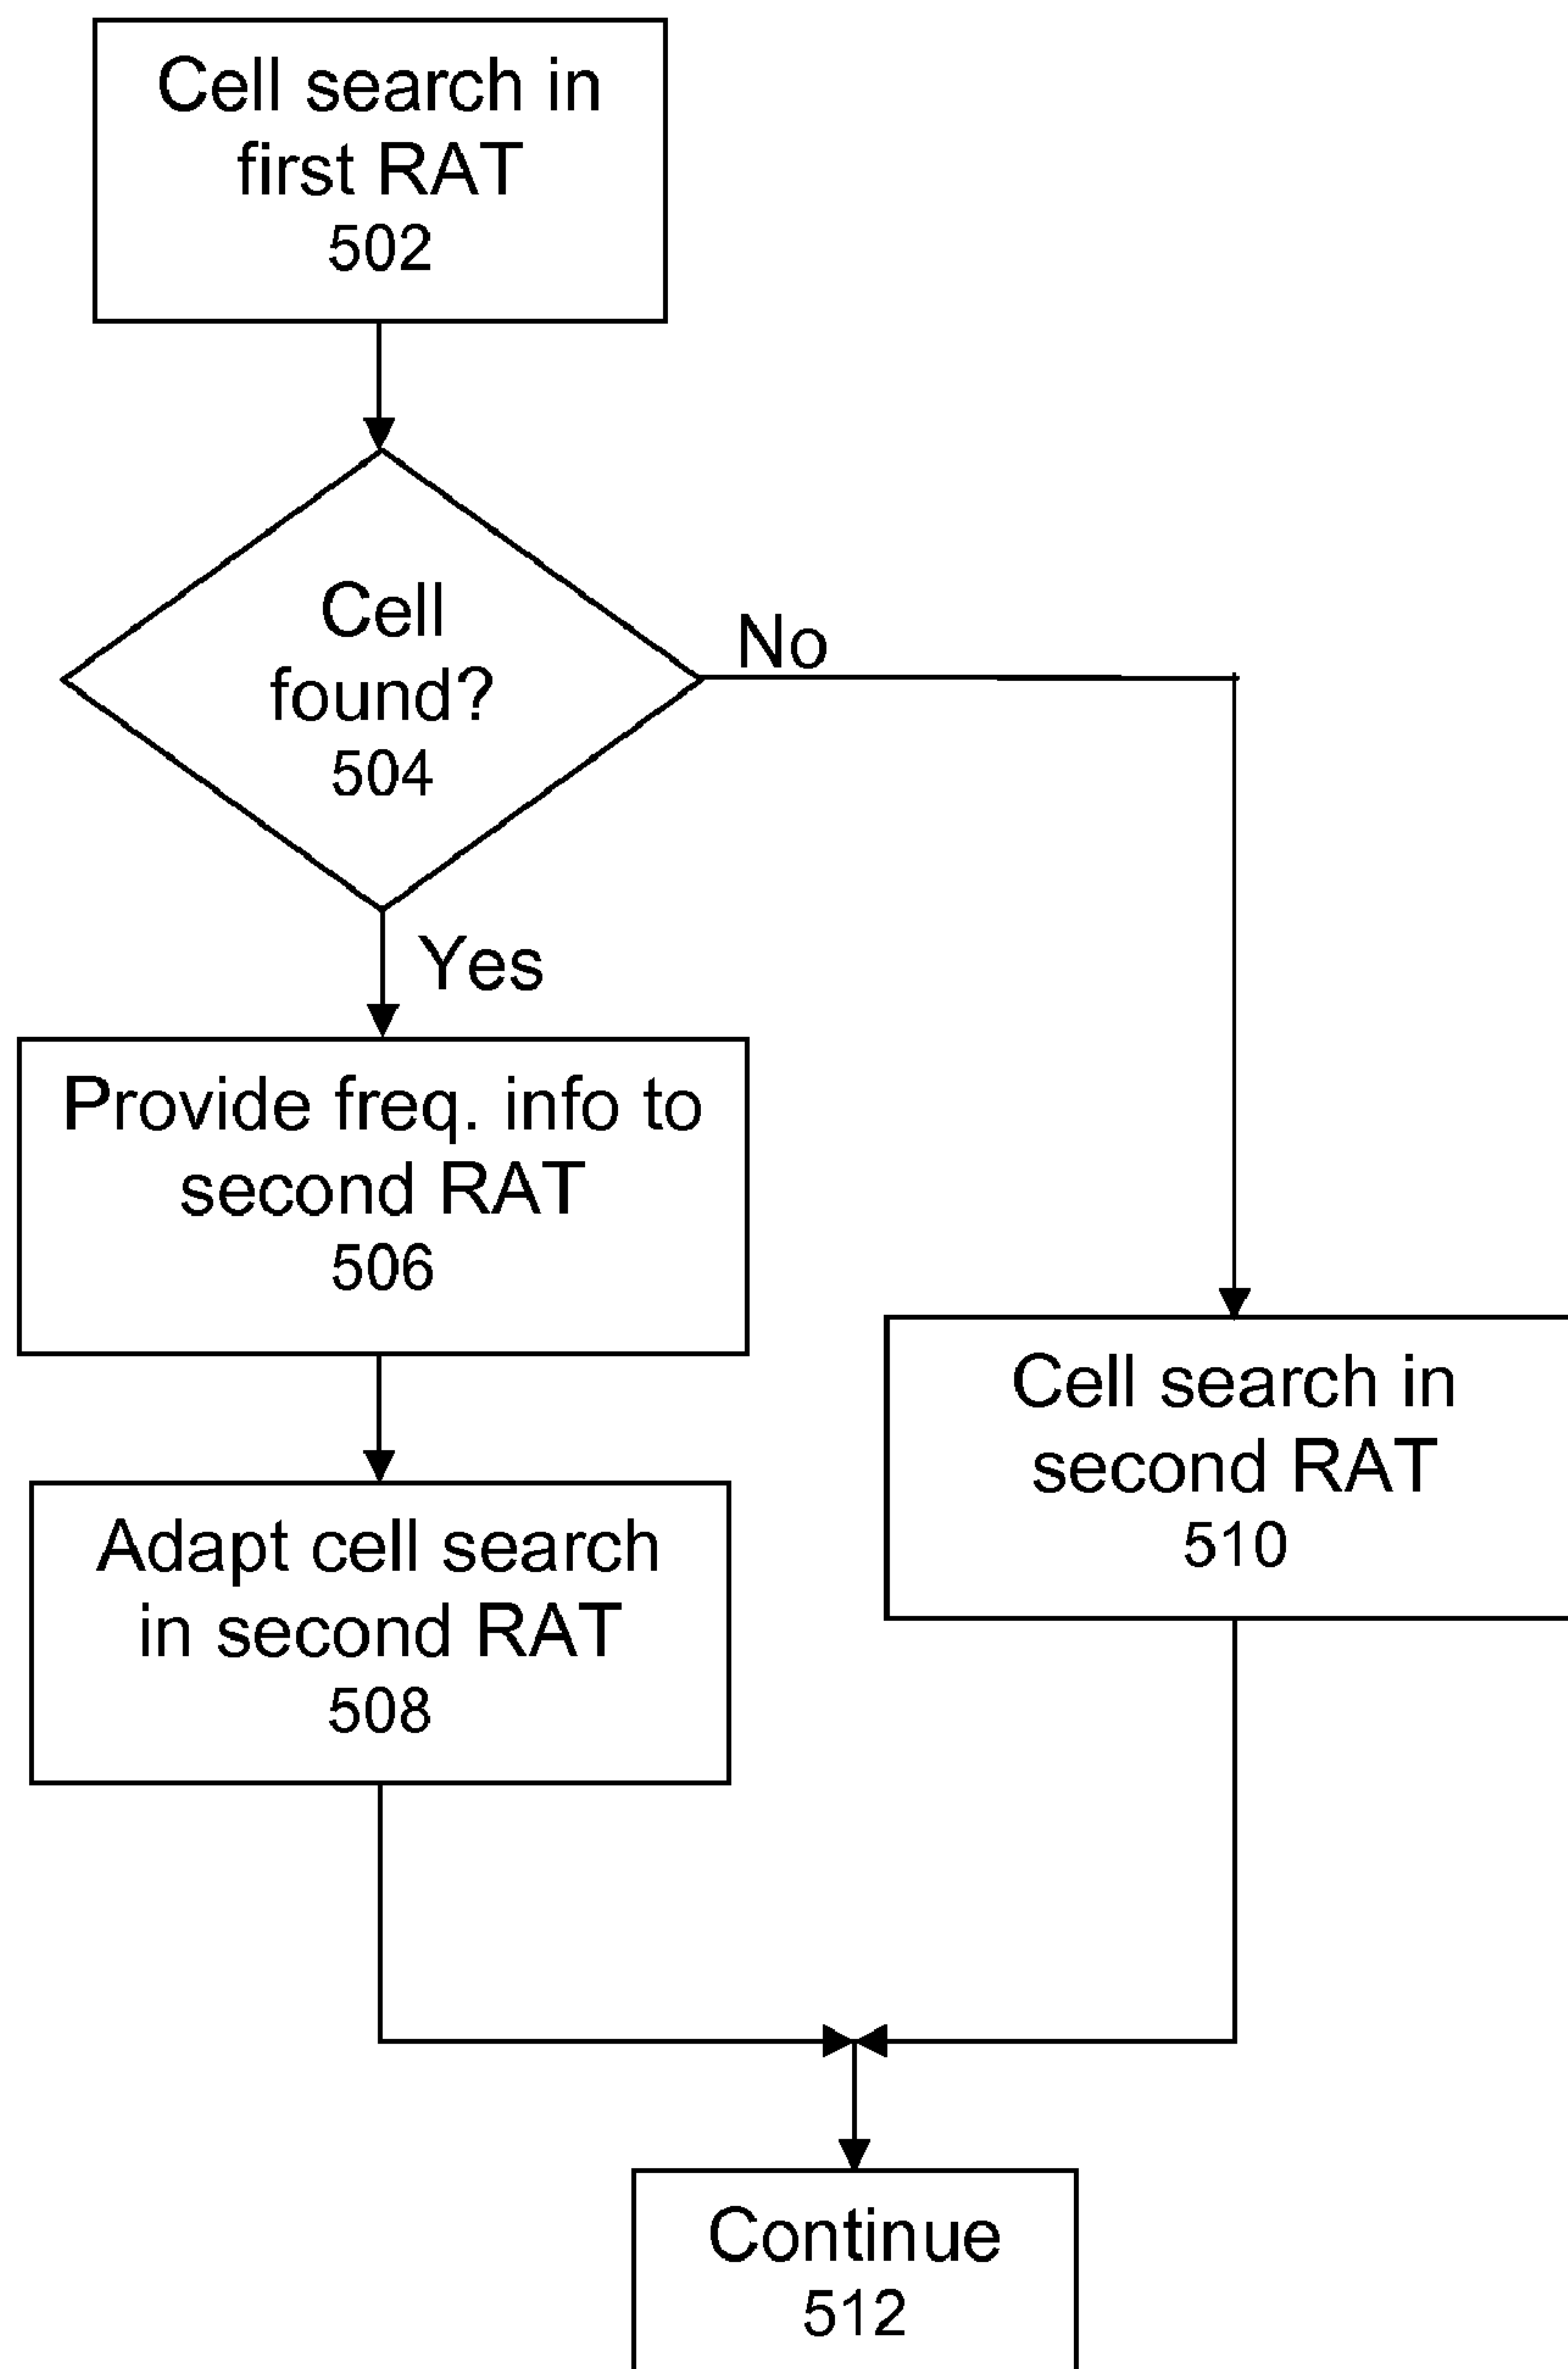 Cell search in
first RAT
502
Cell
found?
504
No
Yes
Provide freq. info to
second RAT
506
Cell search in
second RAT
510
Adapt cell search
in second RAT
508
Continue
512